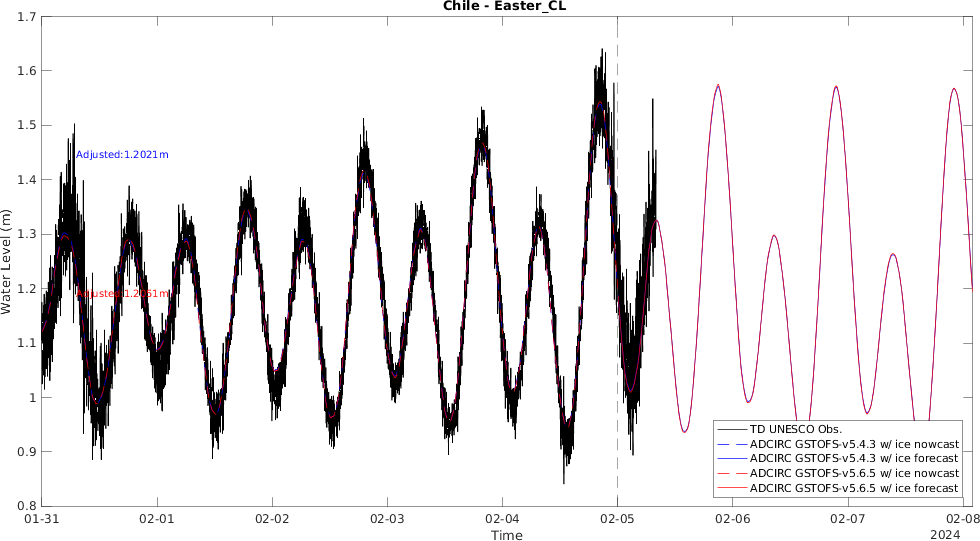 Chile - Easter_CL
1.7
1.6
1.5
1.4
1.3
1.2
1.1
1
0.9
0.8
Water Level (m)
Adjusted:1.2021m
01-31
02-01
02-02
02-03
02-04
02-05
02-06
02-07
02-08
2024
Time
TD UNESCO Obs.
ADCIRC GSTOFS-v5.4.3 w/ ice nowcast
ADCIRC GSTOFS-v5.4.3 w/ ice forecast
ADCIRC GSTOFS-v5.6.5 w/ ice nowcast
ADCIRC GSTOFS-v5.6.5 w/ ice forecast